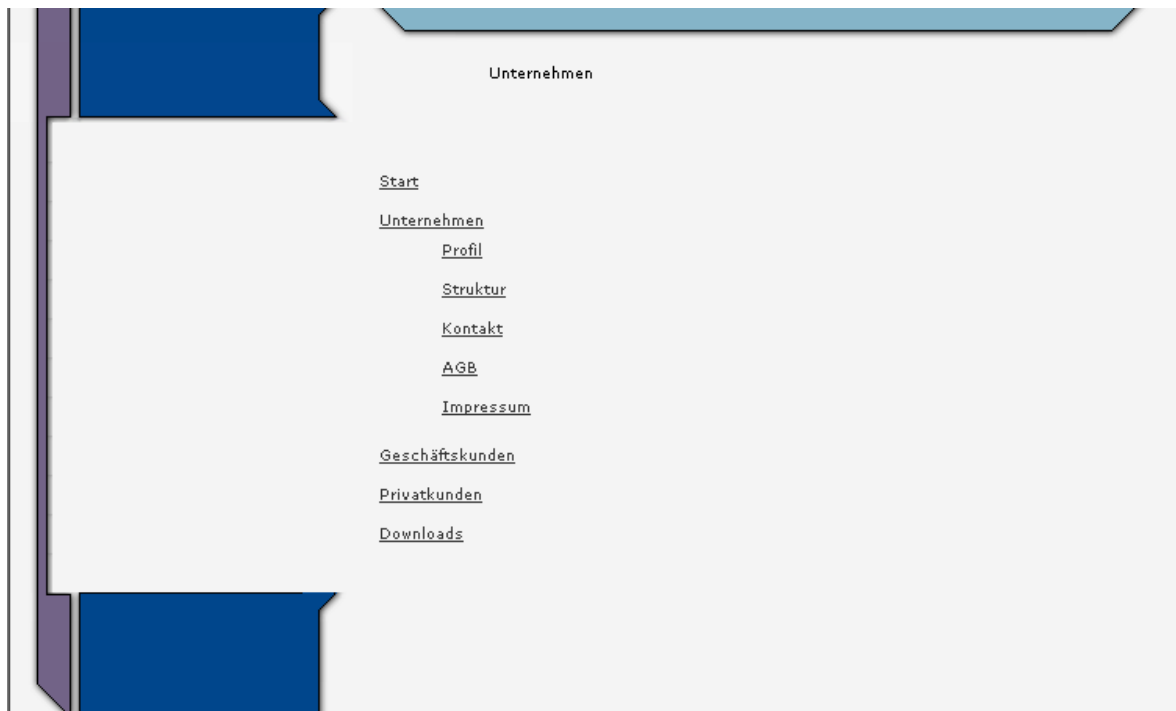 Unternehmen
Start
Unternehmen
Profil
Struktur
Kontakt
AGB
Impressum
Geschäftskunden
Privatkunden
Downloads